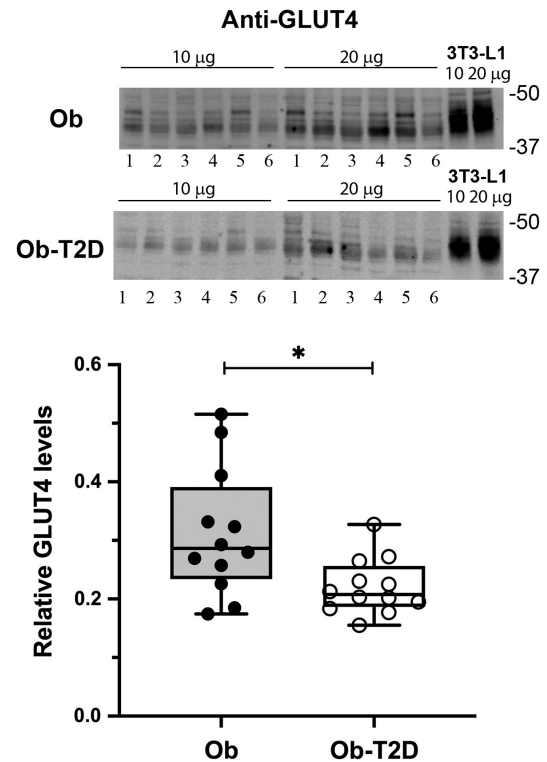 Anti-GLUT4
10 µg 20 µg 3T3-L1
10 20 µg
-50
Ob
-37
1 2 3 4 5 6 1 2 3 4 5 6
10 µg 20 µg 3T3-L1
10 20 µg
-50
Ob-T2D
-37
1 2 3 4 5 6 1 2 3 4 5 6
0.6
*
0.4
0.2
0.0
Relative GLUT4 levels
Ob Ob-T2D